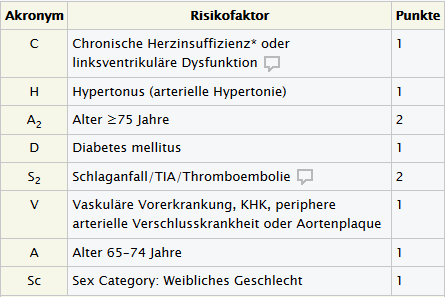 Akronym Risikofaktor Punkte
C Chronische Herzinsuffizienz* oder 1
linksventrikuläre Dysfunktion
H Hypertonus (arterielle Hypertonie) 1
A2 Alter ≥75 Jahre 2
D Diabetes mellitus 1
S2 Schlaganfall/TIA/Thromboembolie 2
V Vaskuläre Vorerkrankung, KHK, periphere 1
arterielle Verschlusskrankheit oder Aortenplaque
A Alter 65–74 Jahre 1
Sc Sex Category: Weibliches Geschlecht 1